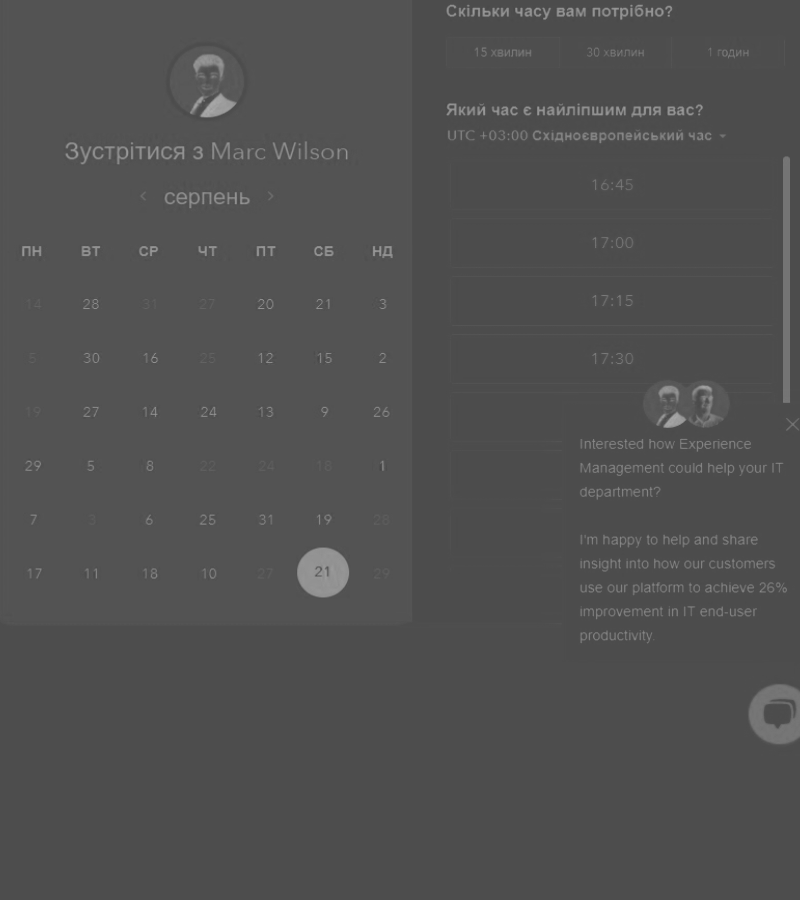 Зустрітися з Marc Wilson
серпень
ПН ВТ СР ЧТ ПТ СБ НД
14 28 31 27 20 21 3
5 30 16 25 12 15 2
19 27 14 24 13 9 26
29 5 8 22 24 18 1
7 3 6 25 31 19 28
17 11 18 10 27 21 29
Скільки часу вам потрібно?
15 хвилин 30 хвилин 1 годин
Який час є найліпшим для вас?
UTC +03:00 Східноєвропейський час
16:45
17:00
17:15
17:30
Interested how Experience
Management could help your IT
department?
I'm happy to help and share
insight into how our customers
use our platform to achieve 26%
improvement in IT end-user
productivity.